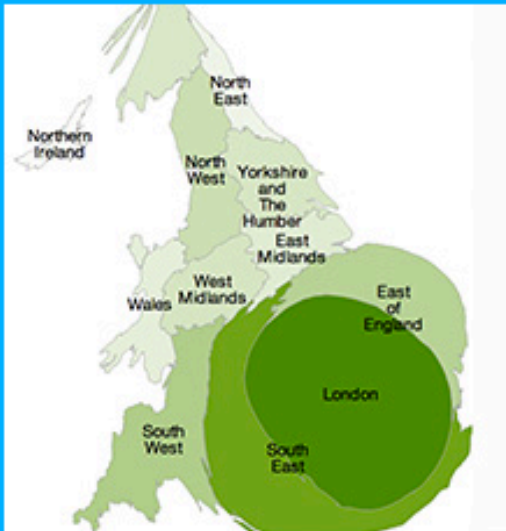 North
East
Northern
Ireland
North
West
Yorkshire
and
The
Humber
East
Midlands
West
Midlands
Wales
East
of
England
London
South
West
South
East